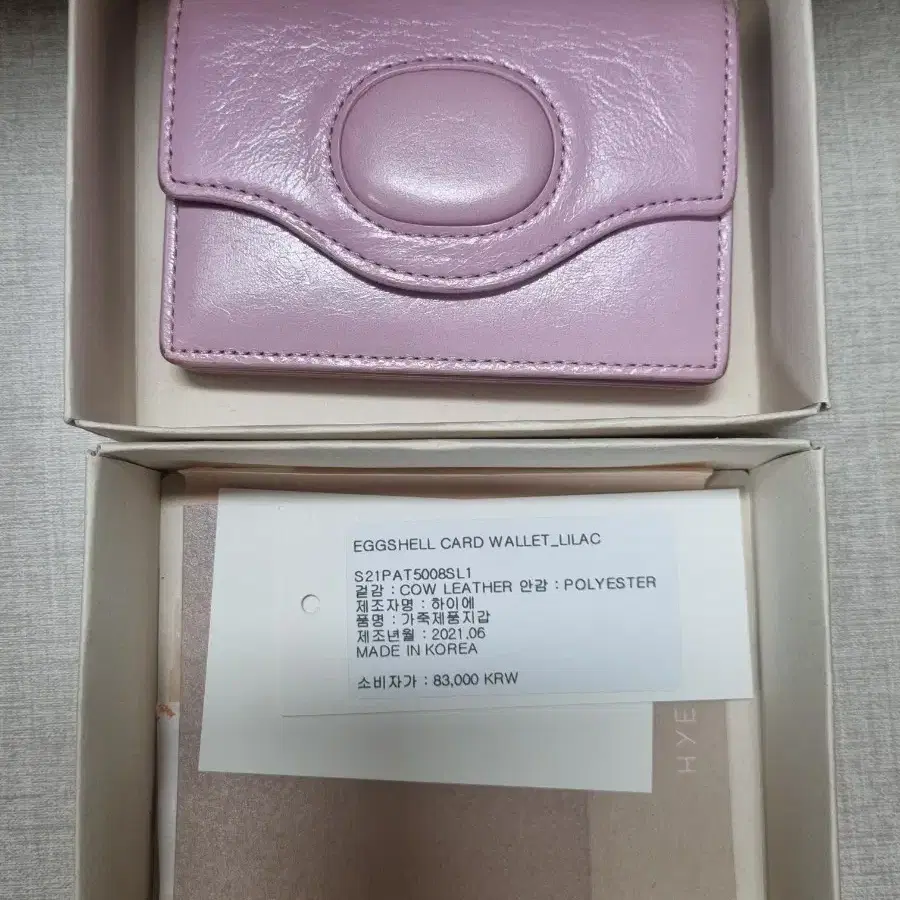 EGGSHELL CARD WALLET_LILAC
S21PAT5008SL1
겉감 : COW LEATHER 안감 : POLYESTER
제조자명 : 하이에
품명 : 가죽제품지갑
제조년월 : 2021.06
MADE IN KOREA
소비자가 : 83,000 KRW
HYE